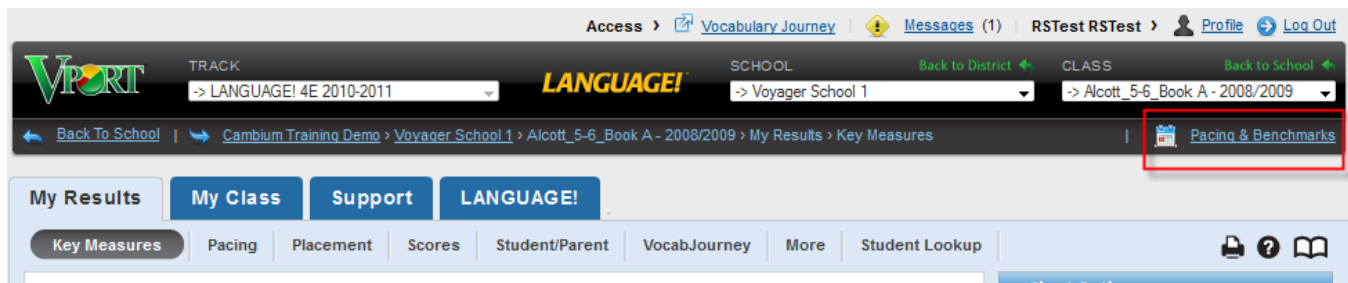 Access › Vocabulary Journey | Messages (1) | RSTest RSTest › Profile Log Out
VPORT
TRACK
-> LANGUAGE! 4E 2010-2011
LANGUAGE!
SCHOOL Back to District
-> Voyager School 1
CLASS Back to School
-> Alcott_5-6_Book A - 2008/2009
Back To School | Cambium Training Demo › Voyager School 1 › Alcott_5-6_Book A - 2008/2009 › My Results › Key Measures | Pacing & Benchmarks
My Results My Class Support LANGUAGE!
Key Measures Pacing Placement Scores Student/Parent VocabJourney More Student Lookup